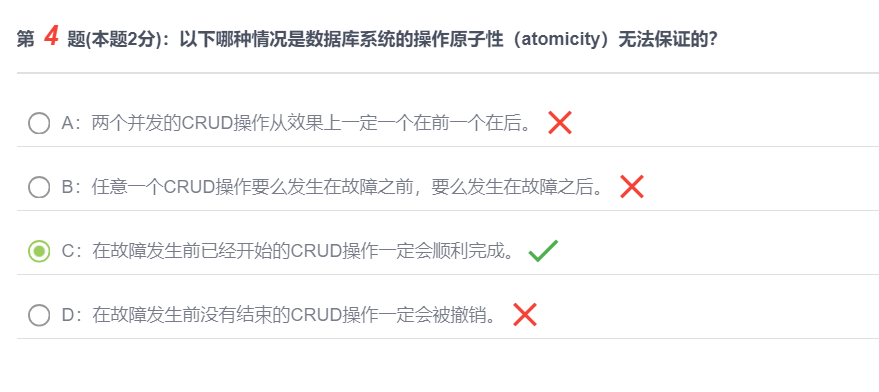 第 4 题(本题2分)：以下哪种情况是数据库系统的操作原子性（atomicity）无法保证的？
A：两个并发的CRUD操作从效果上一定一个在前一个在后。
B：任意一个CRUD操作要么发生在故障之前，要么发生在故障之后。
C：在故障发生前已经开始的CRUD操作一定会顺利完成。
D：在故障发生前没有结束的CRUD操作一定会被撤销。